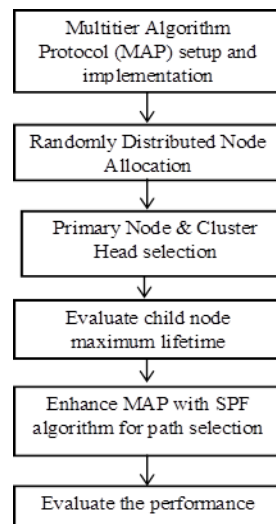 Multitier Algorithm
Protocol (MAP) setup and
implementation
Randomly Distributed Node
Allocation
Primary Node & Cluster
Head selection
Evaluate child node
maximum lifetime
Enhance MAP with SPF
algorithm for path selection
Evaluate the performance